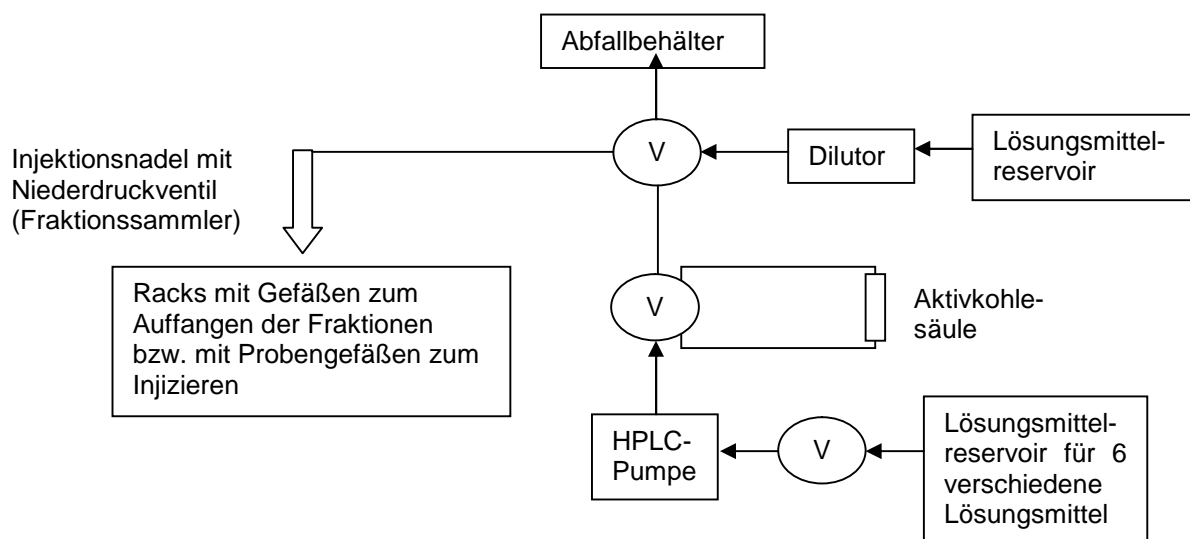 Abfallbehälter
V
Dilutor
Lösungsmittel-
reservoir
Injektionsnadel mit
Niederdruckventil
(Fraktionssammler)
Racks mit Gefäßen zum
Auffangen der Fraktionen
bzw. mit Probengefäßen zum
Injizieren
V
Aktivkohle-
säule
HPLC-
Pumpe
V
Lösungsmittel-
reservoir für 6
verschiedene
Lösungsmittel